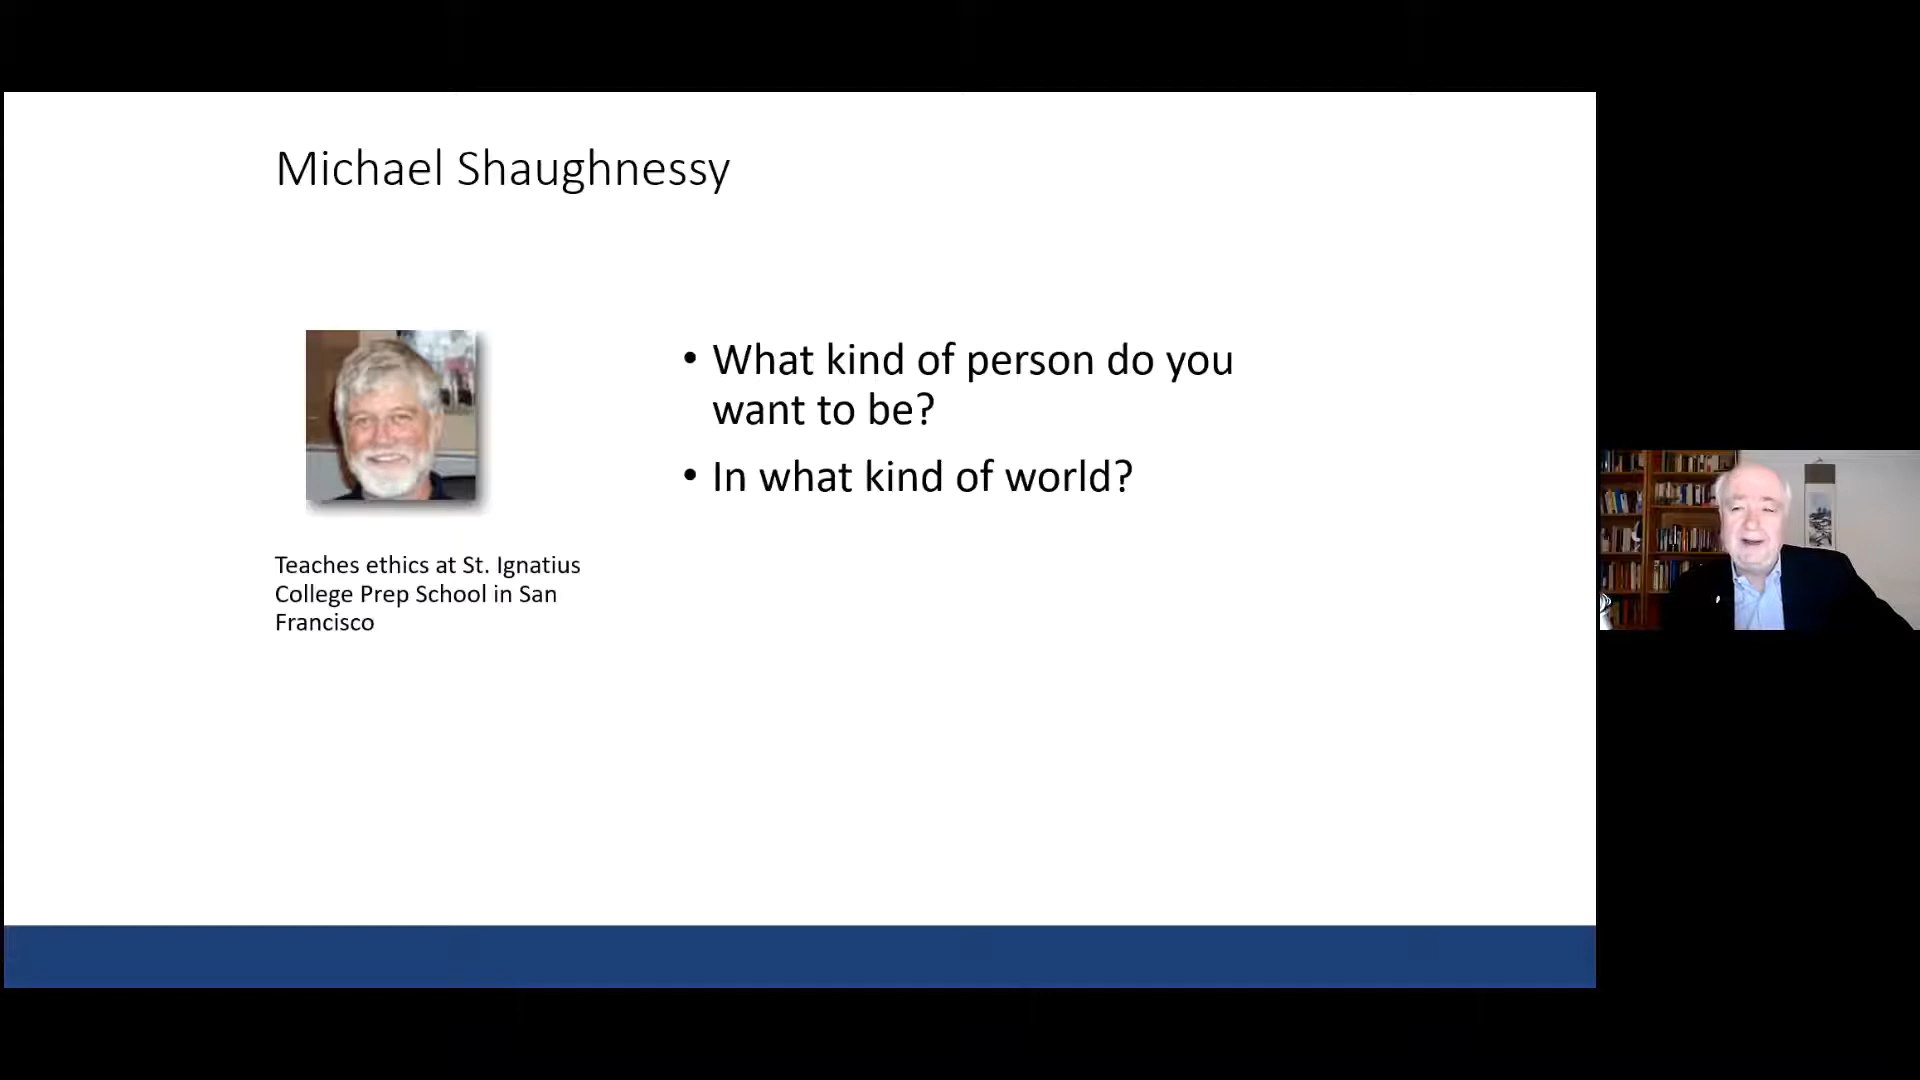 Michael Shaughnessy
• What kind of person do you
want to be?
• In what kind of world?
Teaches ethics at St. Ignatius
College Prep School in San
Francisco